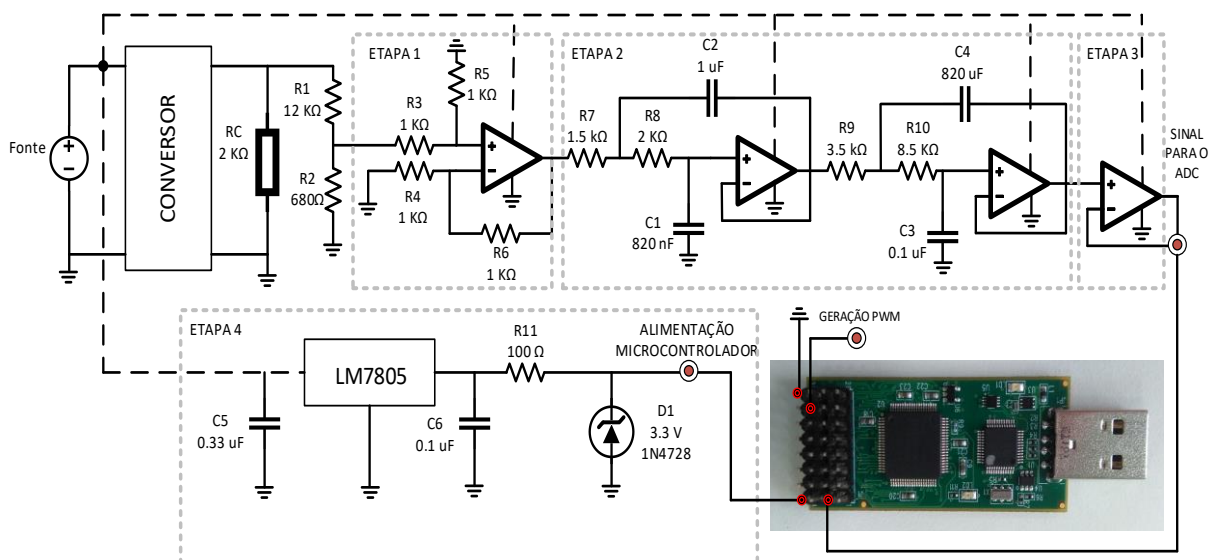 ETAPA 1
ETAPA 2
ETAPA 3
C2
1 uF
C4
820 uF
R5
1 KΩ
R1
12 KΩ
R3
1 KΩ
R7
1.5 kΩ
R8
2 KΩ
R9
3.5 kΩ
R10
8.5 KΩ
SINAL
PARA O
ADC
Fonte
CONVERSOR
RC
2 KΩ
R2
680Ω
R4
1 KΩ
R6
1 KΩ
C1
820 nF
C3
0.1 uF
ETAPA 4
LM7805
R11
100 Ω
ALIMENTAÇÃO
MICROCONTROLADOR
GERAÇÃO PWM
C5
0.33 uF
C6
0.1 uF
D1
3.3 V
1N4728